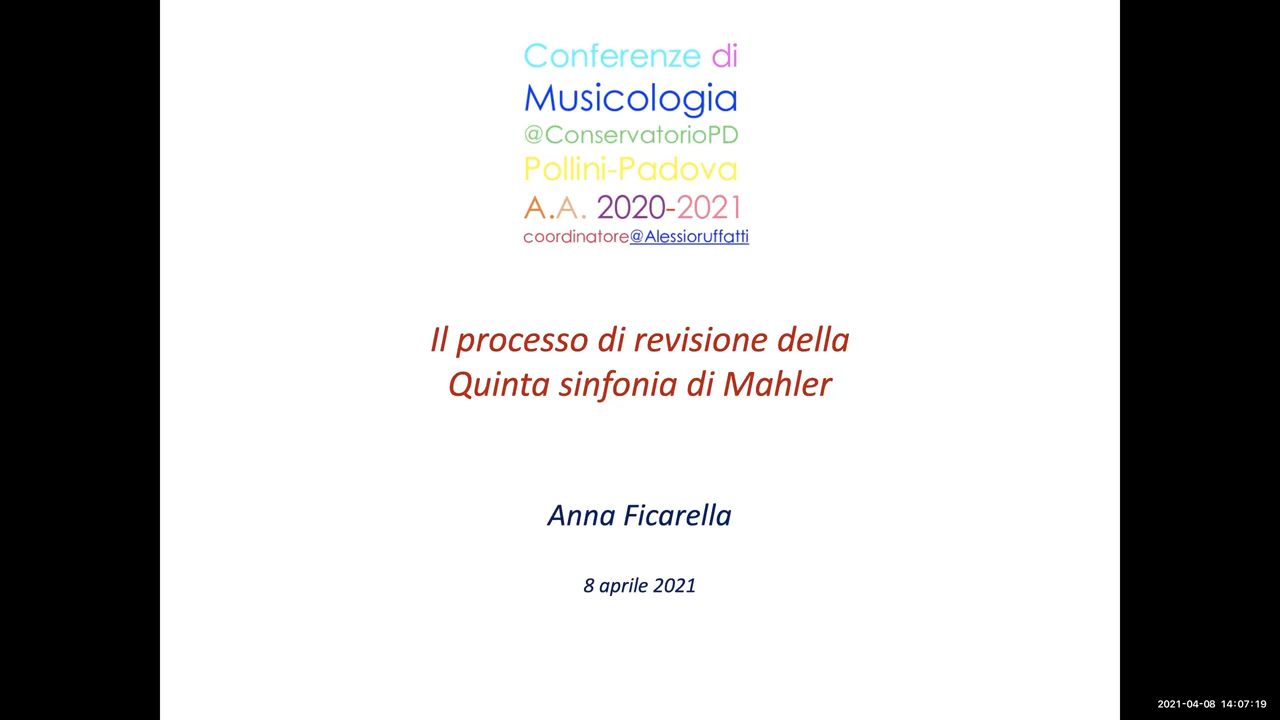 Conferenze di
Musicologia
@ConservatorioPD
Pollini-Padova
A.A. 2020-2021
coordinatore@Alessioruffatti
Il processo di revisione della
Quinta sinfonia di Mahler
Anna Ficarella
8 aprile 2021
2021-04-08 14:07:19